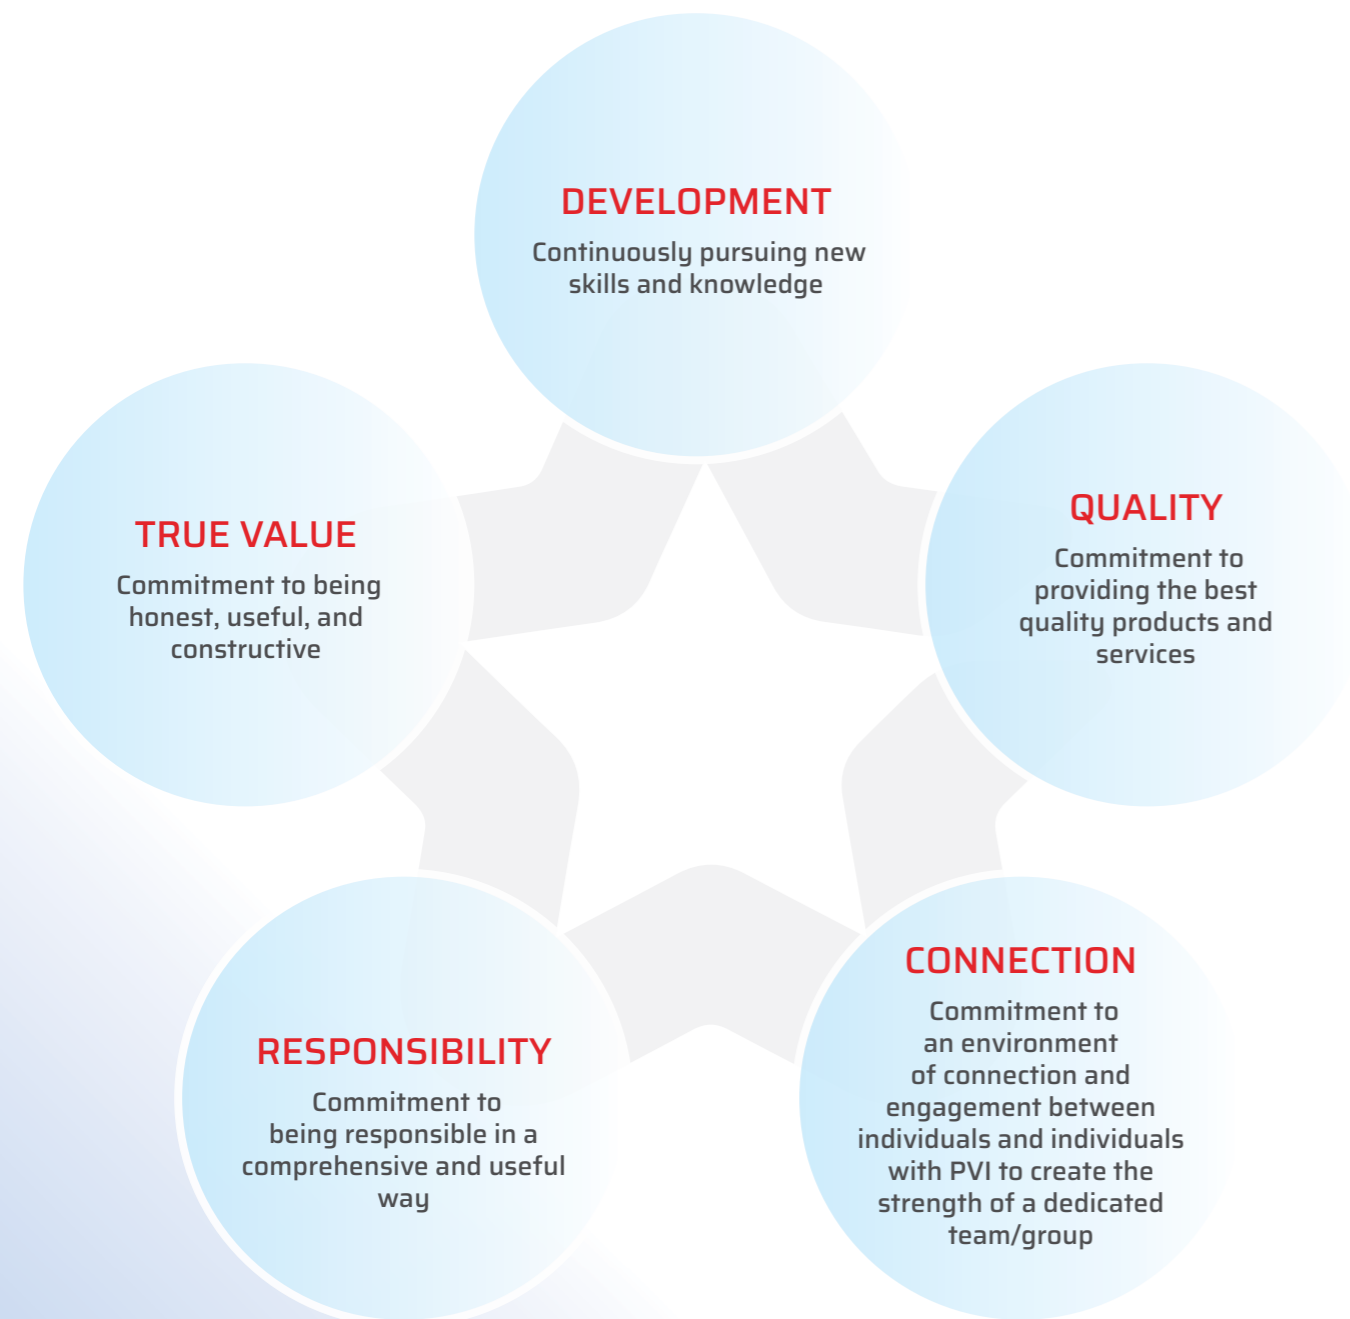 DEVELOPMENT
Continuously pursuing new
skills and knowledge
TRUE VALUE
Commitment to being
honest, useful, and
constructive
QUALITY
Commitment to
providing the best
quality products and
services
RESPONSIBILITY
Commitment to
being responsible in a
comprehensive and useful
way
CONNECTION
Commitment to
an environment
of connection and
engagement between
individuals and individuals
with PVI to create the
strength of a dedicated
team/group